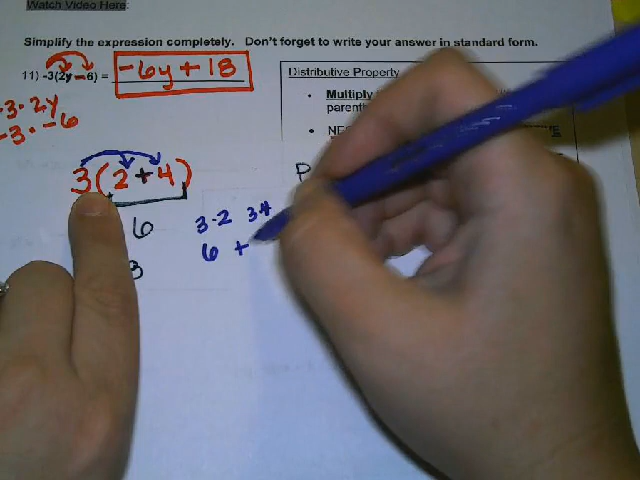 Watch Video Here:
Simplify the expression completely. Don't forget to write your answer in standard form.
11) -3(2y - 6) = -6y + 18
-3 · 2y
-3 · -6
Distributive Property
• Multiply
parenth
• NE
3(2 + 4)
P
6
3·2 3·4
6 +
3